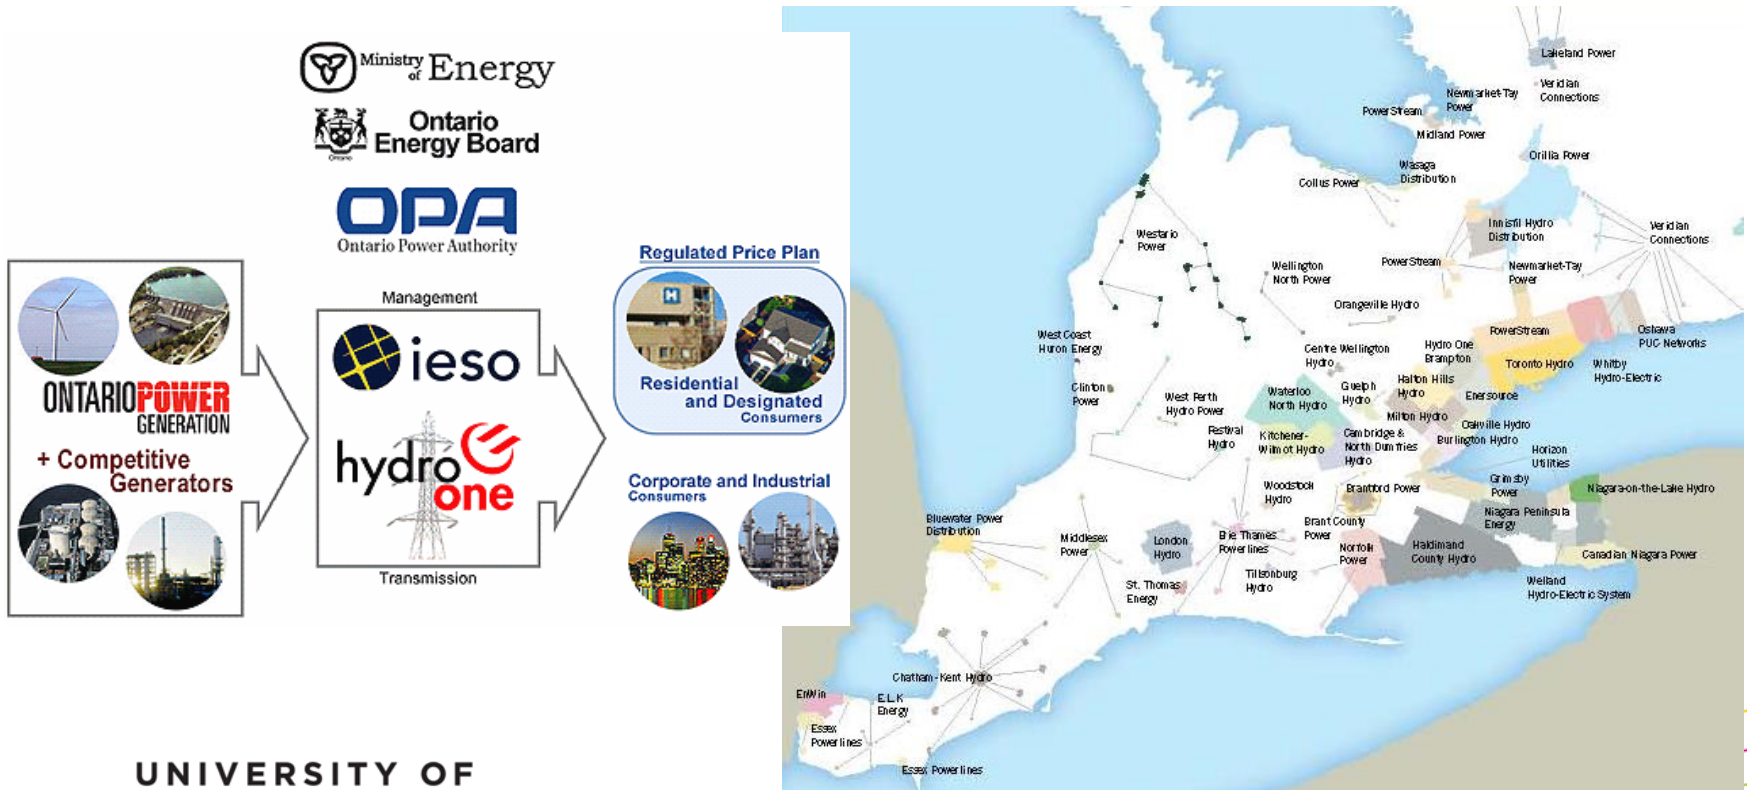 Ministry
of Energy
Ontario
Energy Board
Ontario
OPA
Ontario Power Authority
Management
ieso
hydro
one
Transmission
ONTARIOPOWER
GENERATION
+ Competitive
Generators
Regulated Price Plan
H
Residential
and Designated
Consumers
Corporate and Industrial
Consumers
UNIVERSITY OF
Lakeland Power
Veridian
Connections
Newmarket-Tay
Power
PowerStream
Midland Power
Orillia Power
Wasaga
Distribution
Collus Power
Innisfil Hydro
Distribution
Veridian
Connections
Westario
Power
PowerStream
Newmarket-Tay
Power
Wellington
North Power
Orangeville Hydro
West Coast
Huron Energy
PowerStream
Oshawa
PUC Networks
Centre Wellington
Hydro
Hydro One
Brampton
Toronto Hydro
Whitby
Hydro-Electric
Clinton
Power
West Perth
Hydro Power
Waterloo
North Hydro
Guelph
Hydro
Halton Hills
Hydro
Enersource
Milton Hydro
Oakville Hydro
Burlington Hydro
Festival
Hydro
Kitchener-
Wilmot Hydro
Cambridge &
North Dumfries
Hydro
Horizon
Utilities
Woodstock
Hydro
Brantford Power
Grimsby
Power
Niagara-on-the-Lake Hydro
Bluewater Power
Distribution
Middlesex
Power
London
Hydro
Erie Thames
Powerlines
Brant County
Power
Niagara Peninsula
Energy
Norfolk
Power
Haldimand
County Hydro
Canadian Niagara Power
St. Thomas
Energy
Tillsonburg
Hydro
Welland
Hydro-Electric System
Chatham-Kent Hydro
EnWin
E.L.K
Energy
Essex
Powerlines
Essex Powerlines